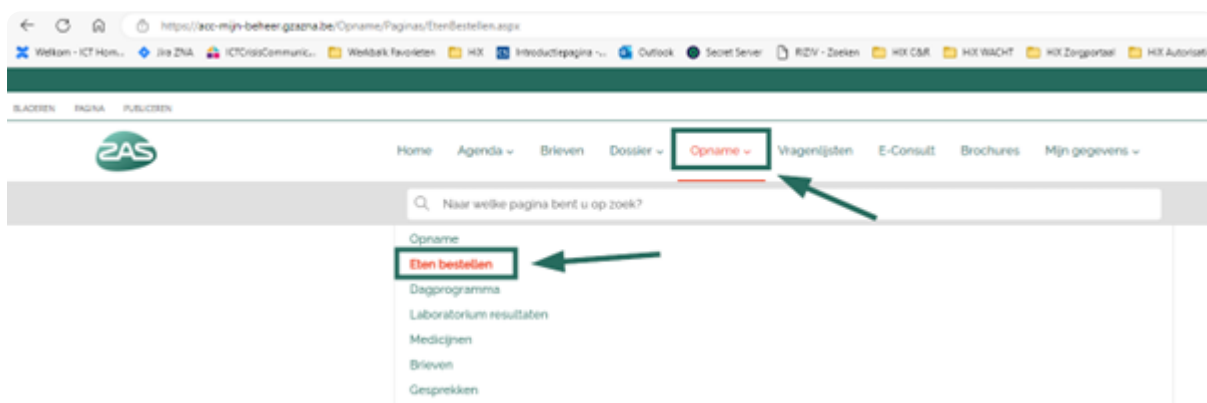 https://acc-mijn-beheer.gzazna.be/Opname/Paginas/EtenBestellen.aspx
Welkom - ICT Hom... Jira ZNA ICTCrisisCommunic... Werkbalk Favorieten HiX Introductiepagina -... Outlook Secret Server RIZIV - Zoeken HiX C&R HiX WACHT HiX Zorgportaal HiX Autorisati
BLADEREN PAGINA PUBLICEREN
ZAS Home Agenda Brieven Dossier Opname Vragenlijsten E-Consult Brochures Mijn gegevens
Naar welke pagina bent u op zoek?
Opname
Eten bestellen
Dagprogramma
Laboratorium resultaten
Medicijnen
Brieven
Gesprekken